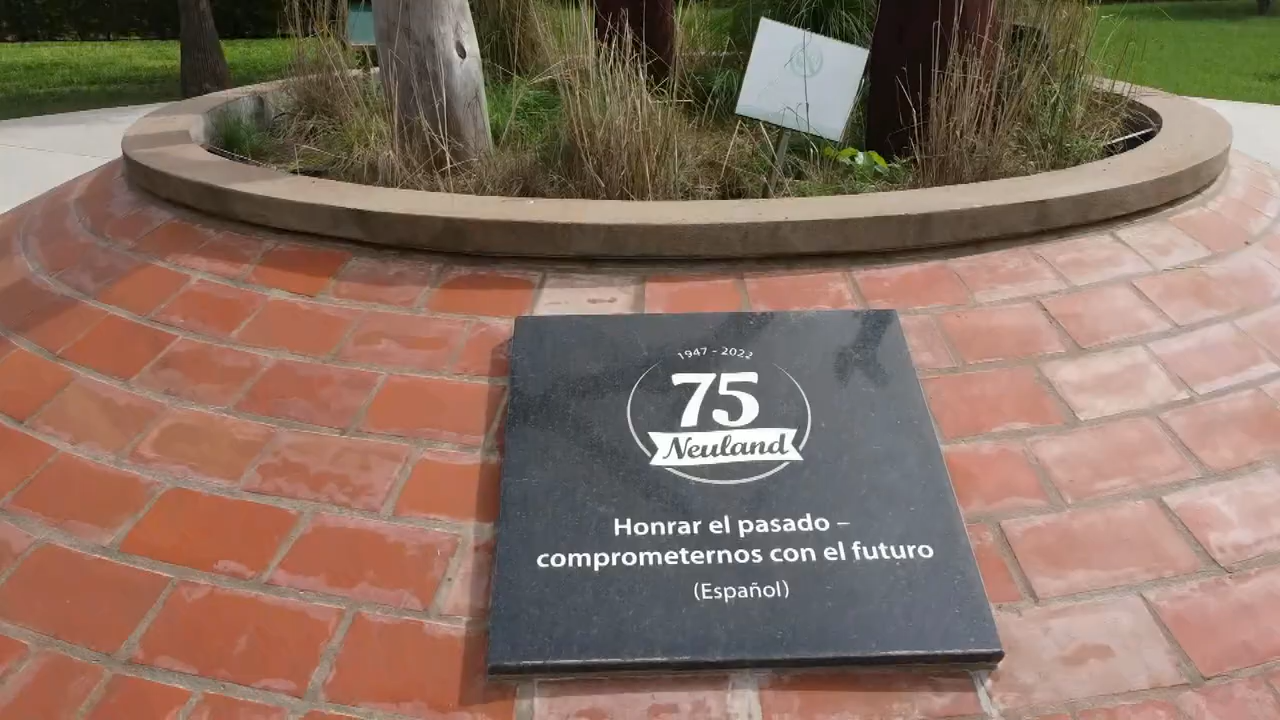 1947 - 2022
75
Neuland
Honrar el pasado –
comprometernos con el futuro
(Español)